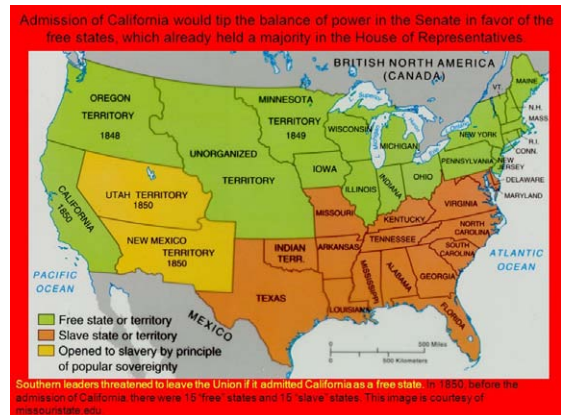 Admission of California would tip the balance of power in the Senate in favor of the
free states, which already held a majority in the House of Representatives.
BRITISH NORTH AMERICA
(CANADA)
OREGON
TERRITORY
1848
MINNESOTA
TERRITORY
1849
UNORGANIZED
TERRITORY
WISCONSIN
MICHIGAN
Superior
VT.
MAINE
N.H.
MASS.
NEW YORK
R.I.
CONN.
PENNSYLVANIA
NEW
JERSEY
DELAWARE
MARYLAND
IOWA
ILLINOIS
INDIANA
OHIO
CALIFORNIA
1850
UTAH TERRITORY
1850
NEW MEXICO
TERRITORY
1850
MISSOURI
KENTUCKY
VIRGINIA
INDIAN
TERR.
ARKANSAS
TENNESSEE
NORTH
CAROLINA
SOUTH
CAROLINA
TEXAS
LOUISIANA
MISSISSIPPI
ALABAMA
GEORGIA
FLORIDA
PACIFIC
OCEAN
ATLANTIC
OCEAN
MEXICO
Free state or territory
Slave state or territory
Opened to slavery by principle
of popular sovereignty
0
500 Miles
0
500 Kilometers
Southern leaders threatened to leave the Union if it admitted California as a free state. In 1850, before the
admission of California, there were 15 "free" states and 15 "slave" states. This image is courtesy of
missouristate.edu